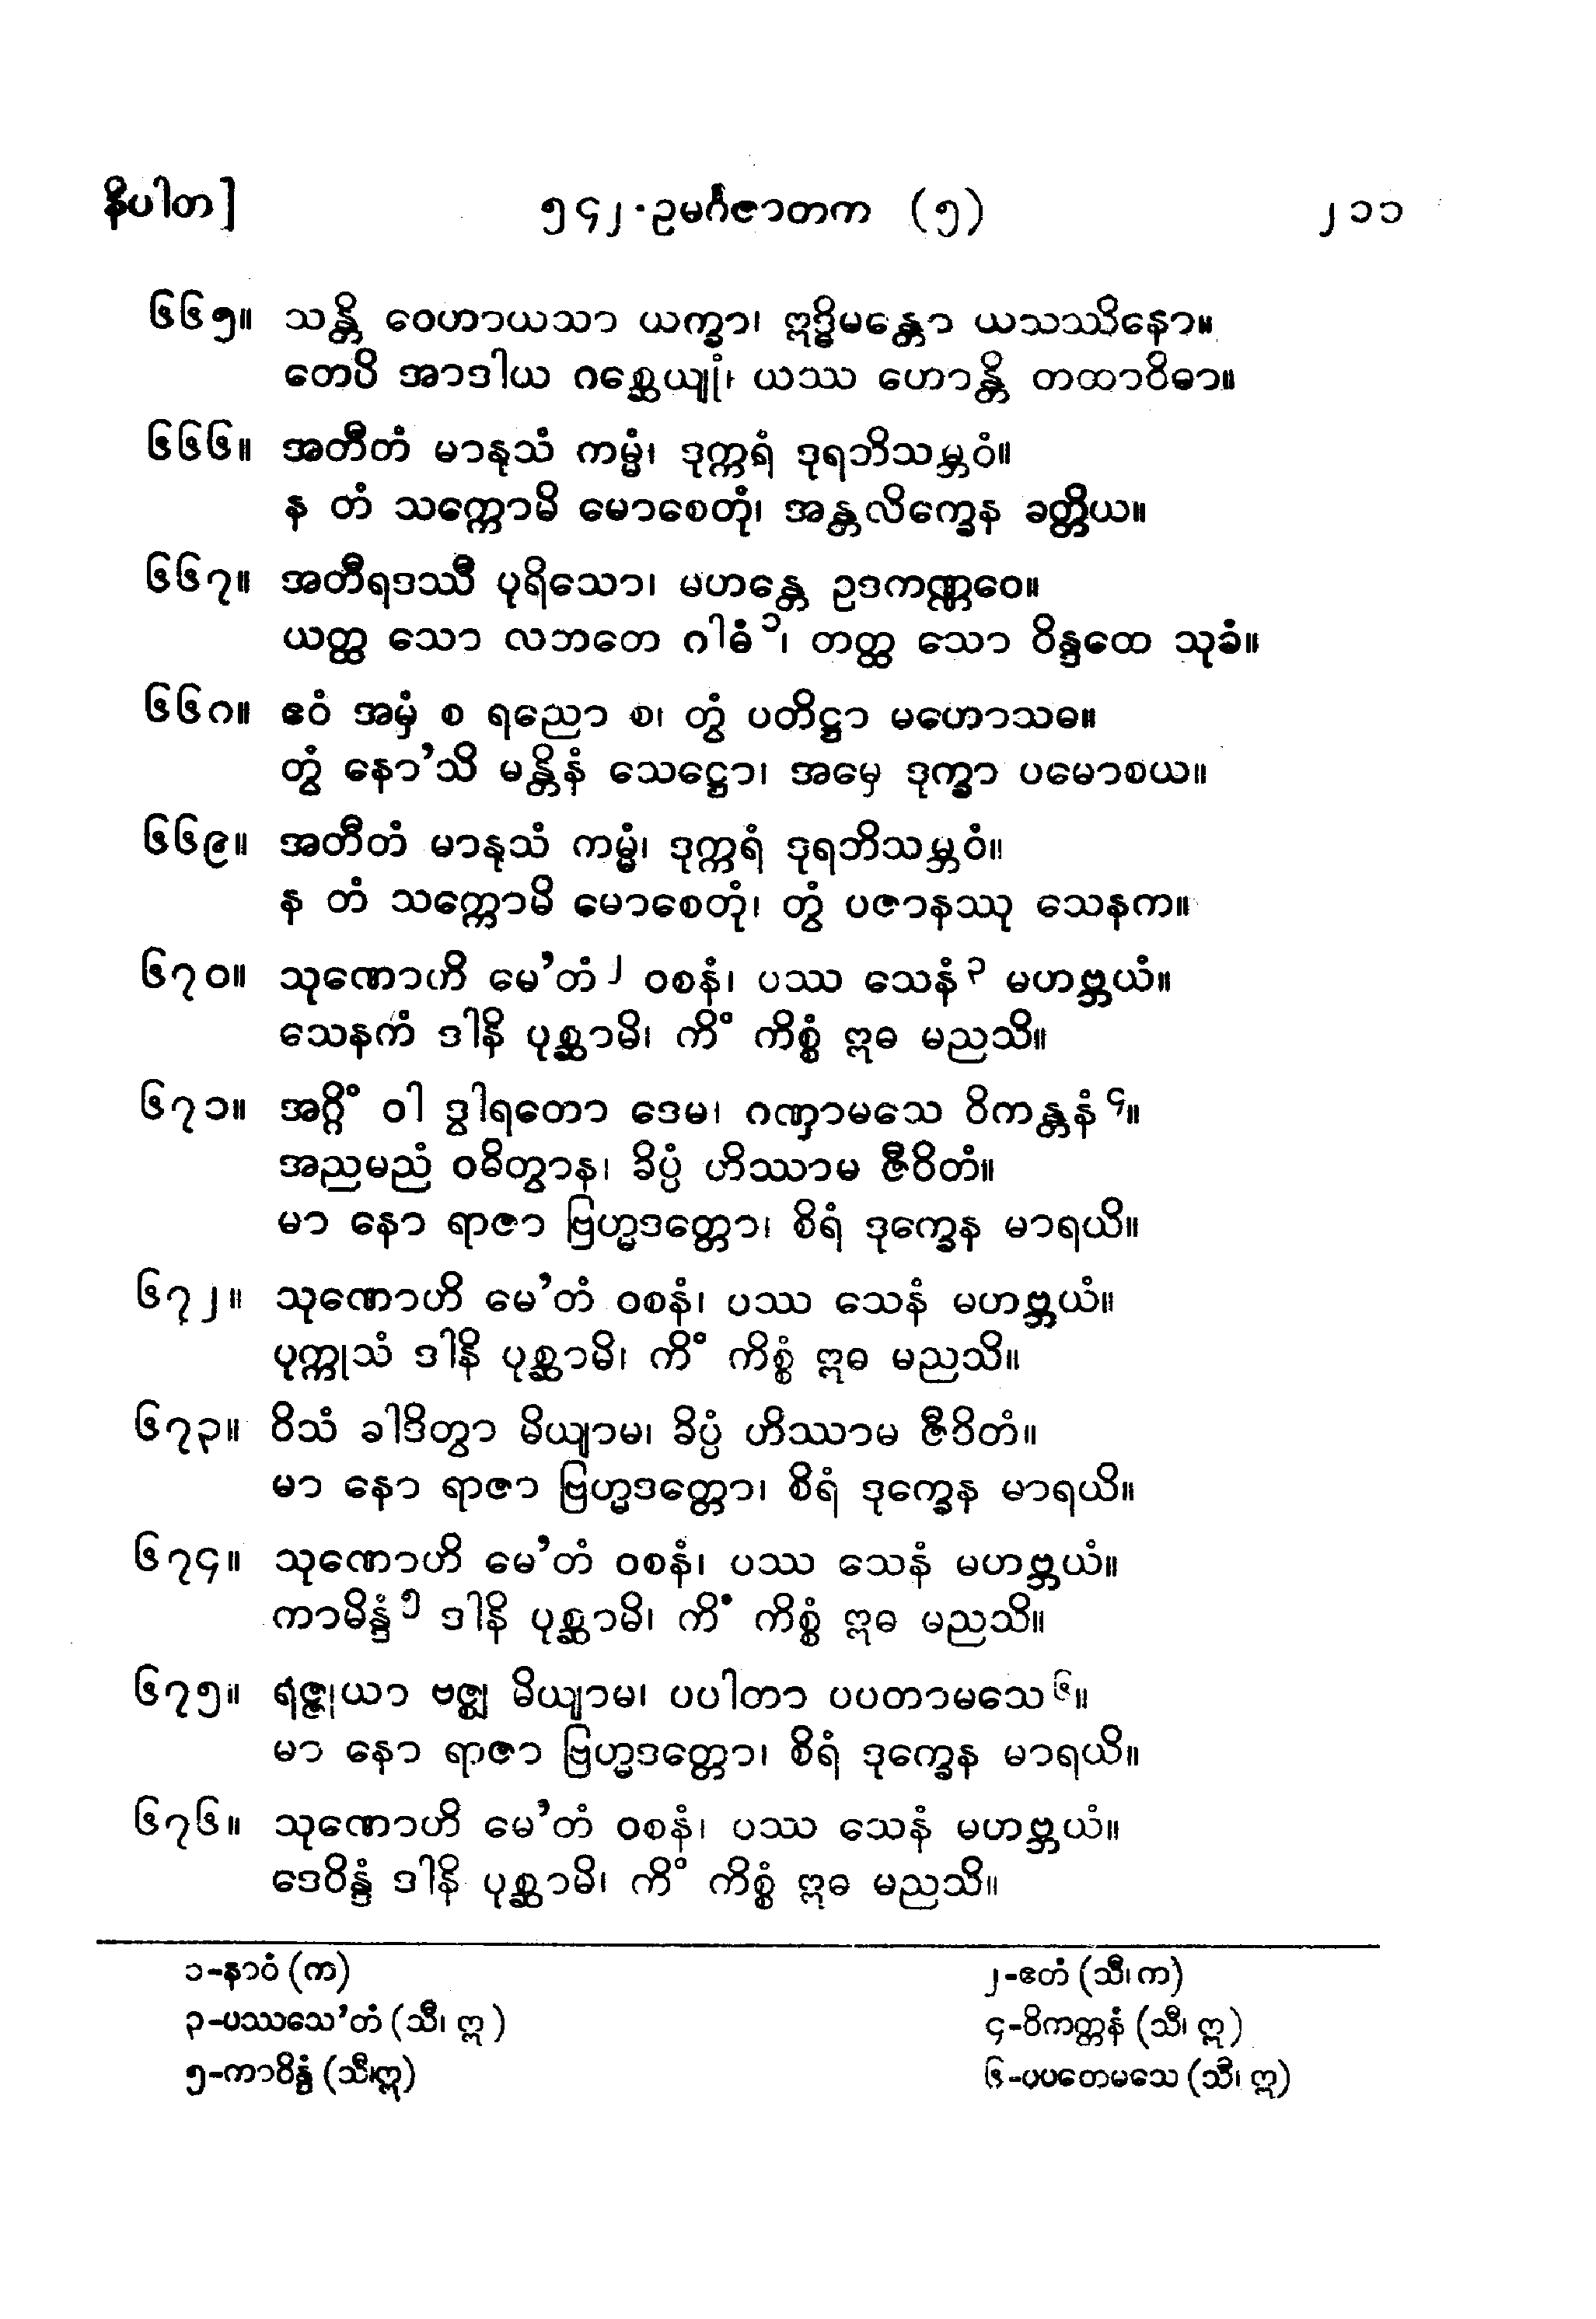 နိပါတ]
၅၄၂-ဥမင်္ဂဇာတက (၅)
၂၁၁
၆၆၅။ သန္တိ ဝေဟာယသာ ယက္ခာ၊ ဣဒ္ဓိမန္တော ယသဿိနော။
တေပိ အာဒါယ ဂစ္ဆေယျုံ၊ ယဿ ဟောန္တိ တထာဝိဓာ။
၆၆၆။ အတီတံ မာနုသံ ကမ္မံ၊ ဒုက္ကရံ ဒုရဘိသမ္ဘဝံ။
န တံ သက္ကောမိ မောစေတုံ၊ အန္တလိက္ခေန ခတ္တိယ။
၆၆၇။ အတီရဒဿီ ပုရိသော၊ မဟန္တေ ဥဒကဏ္ဏဝေ။
ယတ္ထ သော လဘတေ ဂါဓံ ၁၊ တတ္ထ သော ဝိန္ဒတေ သုခံ။
၆၆၈။ ဧဝံ အမှံ စ ရညော စ၊ တွံ ပတိဋ္ဌာ မဟောသဓ။
တွံ နော’သိ မန္တိနံ သေဋ္ဌော၊ အမှေ ဒုက္ခာ ပမောစယ။
၆၆၉။ အတီတံ မာနုသံ ကမ္မံ၊ ဒုက္ကရံ ဒုရဘိသမ္ဘဝံ။
န တံ သက္ကောမိ မောစေတုံ၊ တွံ ပဇာနဿု သေနက။
၆၇၀။ သုဏောဟိ မေ’တံ ၂ ဝစနံ၊ ပဿ သေနံ ၃ မဟဗ္ဘယံ။
သေနကံ ဒါနိ ပုစ္ဆာမိ၊ ကိံ ကိစ္စံ ဣဓ မညသိ။
၆၇၁။ အဂ္ဂိံ ဝါ ဒွါရတော ဒေမ၊ ဂဏှာမသေ ဝိကန္တနံ ၄။
အညမညံ ဝဓိတွာန၊ ခိပ္ပံ ဟိဿာမ ဇီဝိတံ။
မာ နော ရာဇာ ဗြဟ္မဒတ္တော၊ စိရံ ဒုက္ခေန မာရယိ။
၆၇၂။ သုဏောဟိ မေ’တံ ဝစနံ၊ ပဿ သေနံ မဟဗ္ဘယံ။
ပုက္ကုသံ ဒါနိ ပုစ္ဆာမိ၊ ကိံ ကိစ္စံ ဣဓ မညသိ။
၆၇၃။ ဝိသံ ခါဒိတွာ မိယျာမ၊ ခိပ္ပံ ဟိဿာမ ဇီဝိတံ။
မာ နော ရာဇာ ဗြဟ္မဒတ္တော၊ စိရံ ဒုက္ခေန မာရယိ။
၆၇၄။ သုဏောဟိ မေ’တံ ဝစနံ၊ ပဿ သေနံ မဟဗ္ဘယံ။
ကာမိန္ဒံ ၅ ဒါနိ ပုစ္ဆာမိ၊ ကိံ ကိစ္စံ ဣဓ မညသိ။
၆၇၅။ ရဇ္ဇုယာ ဗဇ္ဈ မိယျာမ၊ ပပါတာ ပပတာမသေ ၆။
မာ နော ရာဇာ ဗြဟ္မဒတ္တော၊ စိရံ ဒုက္ခေန မာရယိ။
၆၇၆။ သုဏောဟိ မေ’တံ ဝစနံ၊ ပဿ သေနံ မဟဗ္ဘယံ။
ဒေဝိန္ဒံ ဒါနိ ပုစ္ဆာမိ၊ ကိံ ကိစ္စံ ဣဓ မညသိ။
၁-နာဝံ (က)
၂-ဧတံ (သီ၊ က)
၃-ပဿသေ’တံ (သီ၊ ဣ)
၄-ဝိကတ္တနံ (သီ၊ ဣ)
၅-ကာဝိန္ဒံ (သီ၊ဣ)
၆-ပပတေမသေ (သီ၊ ဣ)